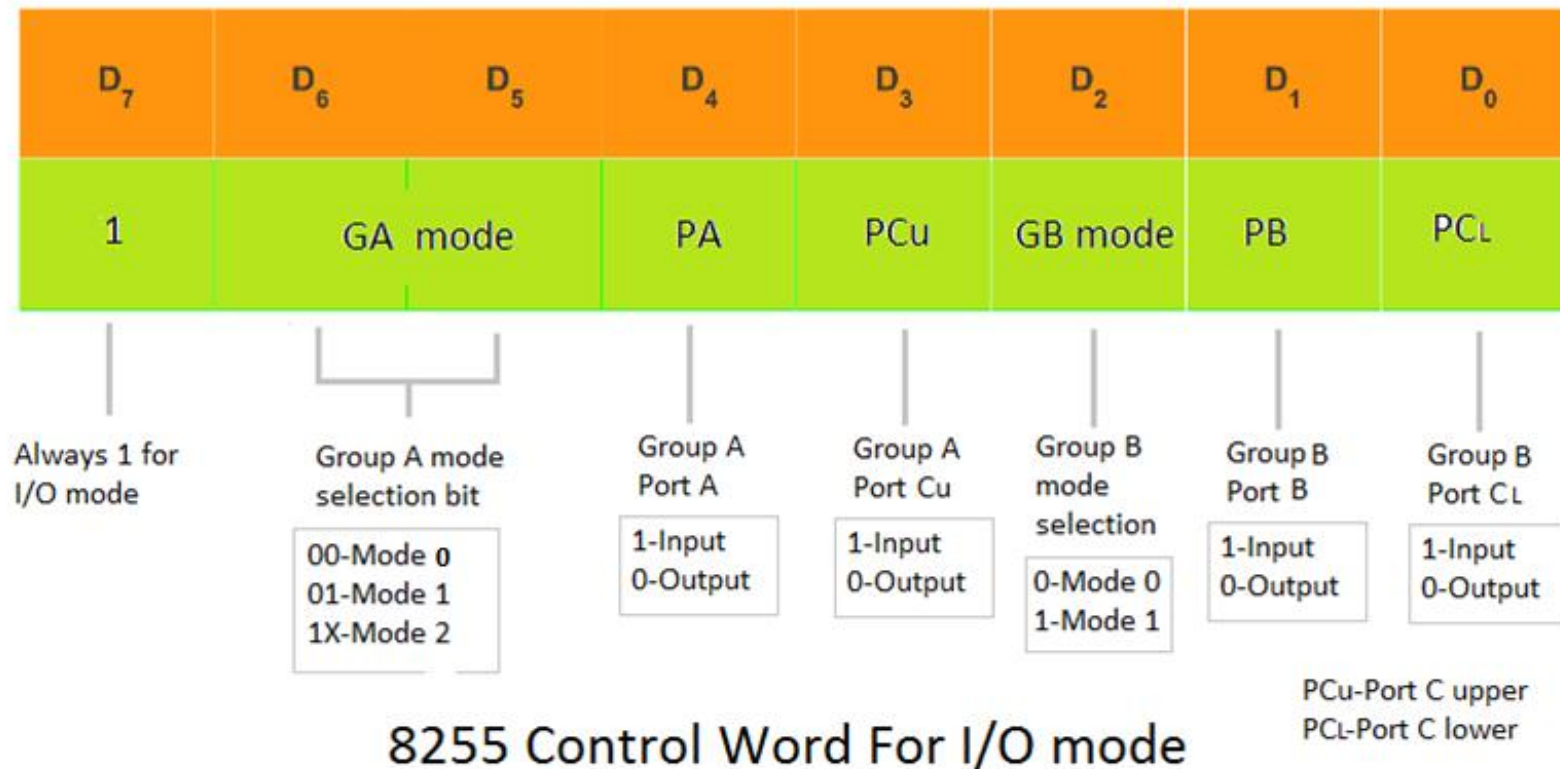 D7 D6 D5 D4 D3 D2 D1 D0
1 GA mode PA PCu GB mode PB PCL
Always 1 for
I/O mode
Group A mode
selection bit
00-Mode 0
01-Mode 1
1X-Mode 2
Group A
Port A
1-Input
0-Output
Group A
Port Cu
1-Input
0-Output
Group B
mode
selection
0-Mode 0
1-Mode 1
Group B
Port B
1-Input
0-Output
Group B
Port CL
1-Input
0-Output
PCu-Port C upper
PCL-Port C lower
8255 Control Word For I/O mode